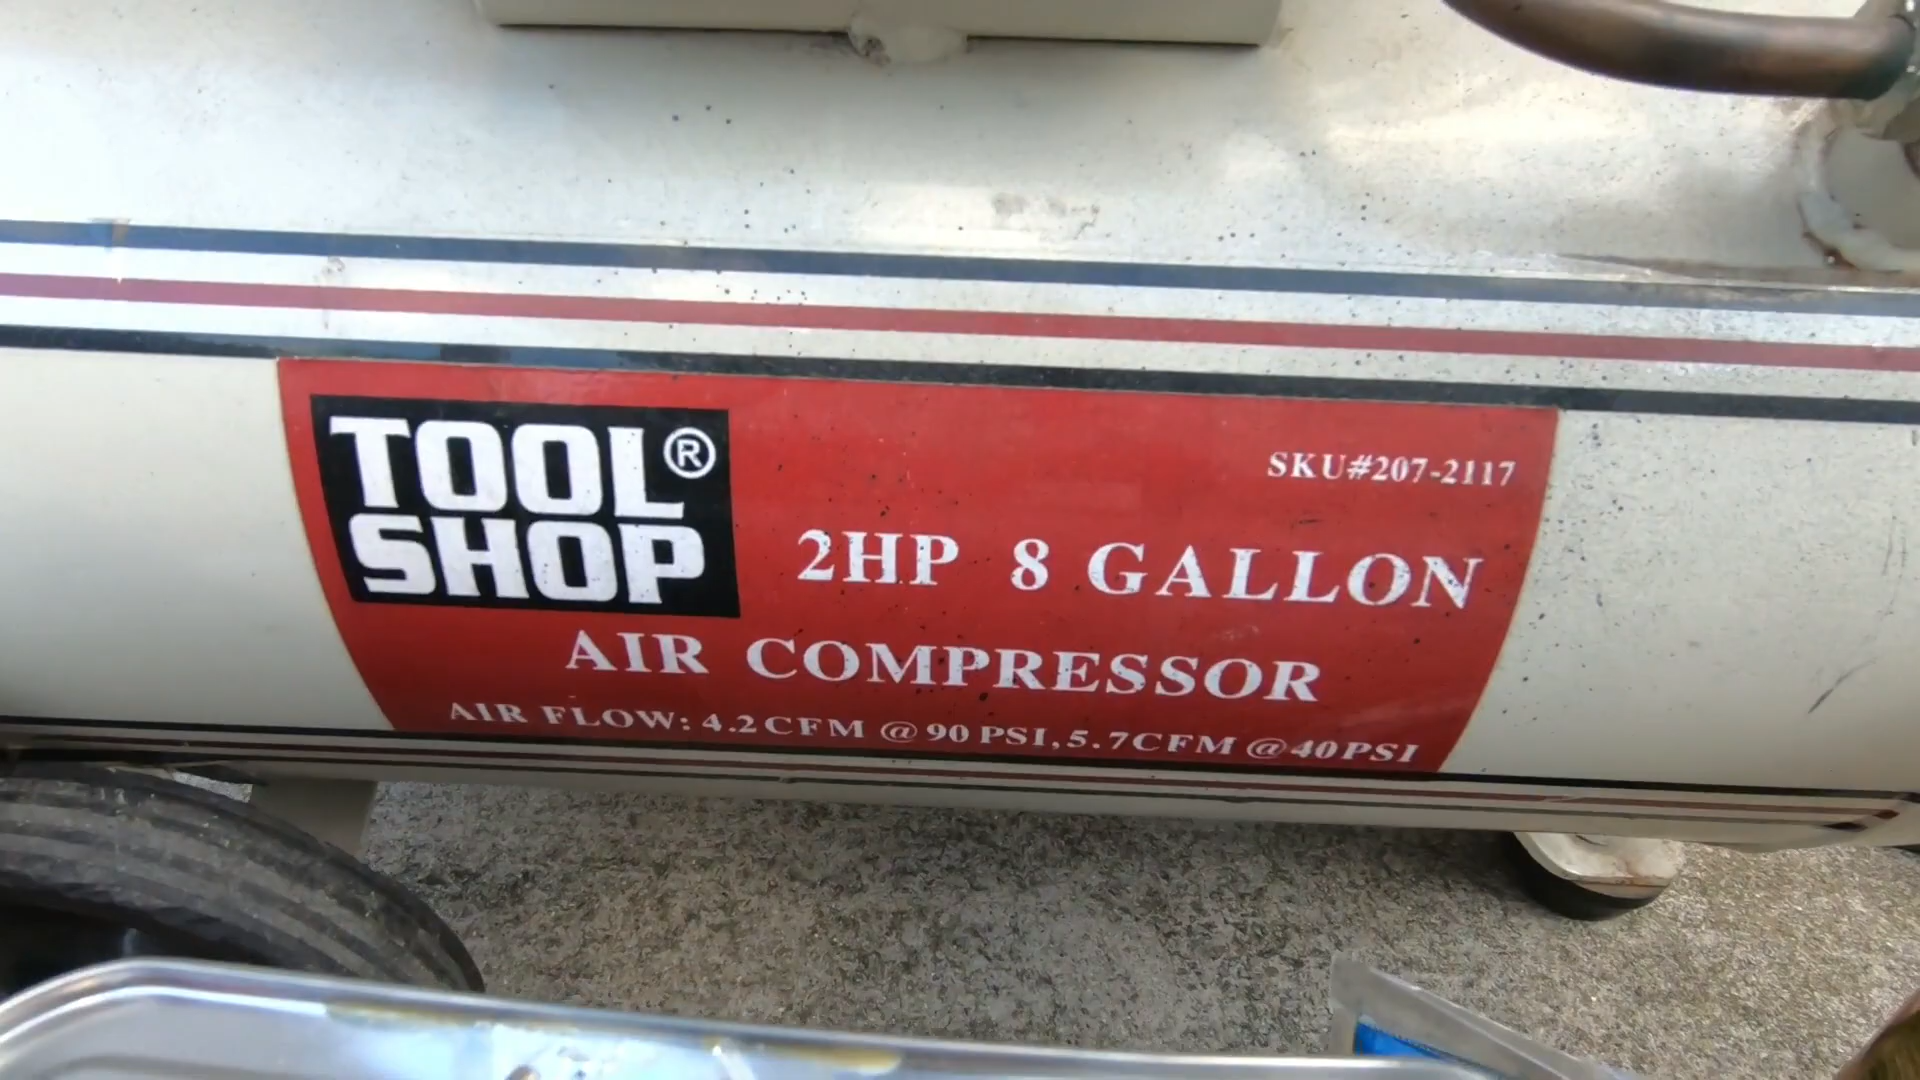 TOOL®
SHOP
SKU#207-2117
2HP 8 GALLON
AIR COMPRESSOR
AIR FLOW: 4.2CFM @ 90 PSI, 5.7CFM @40PSI